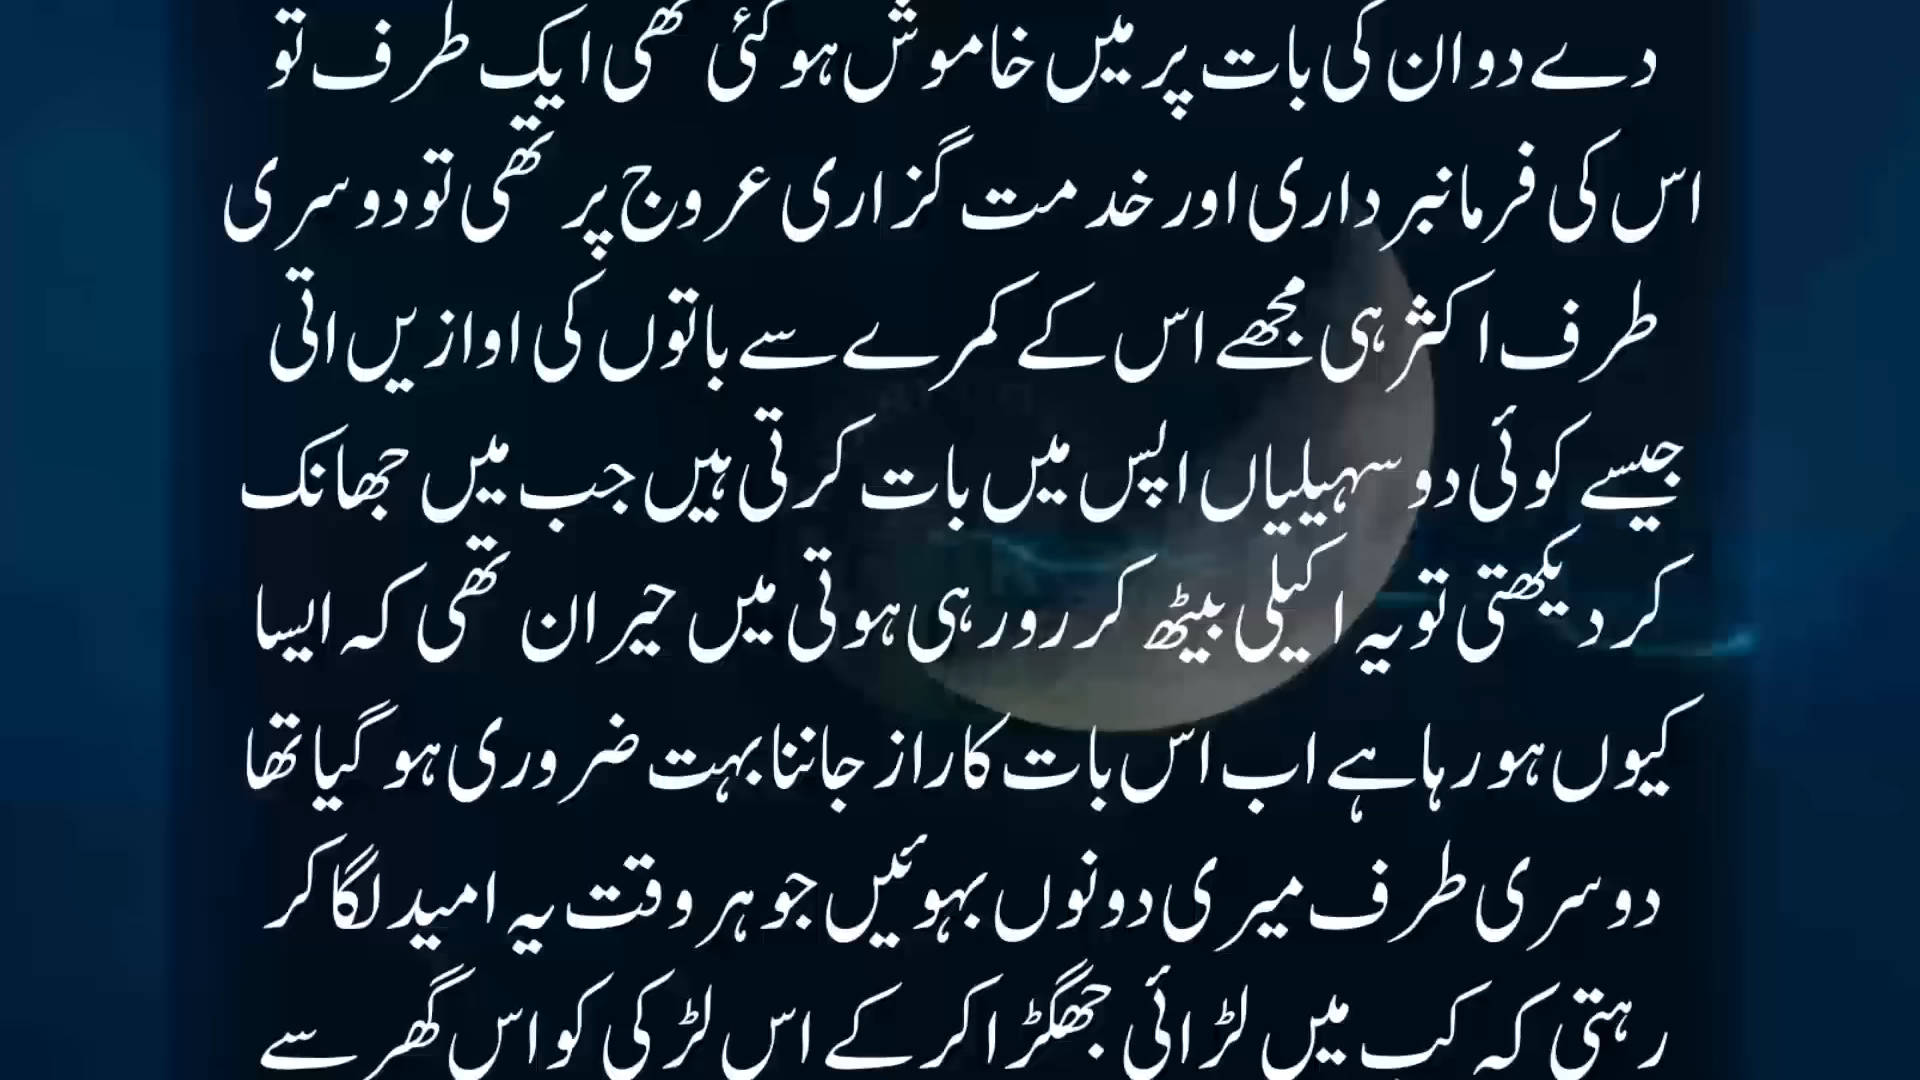 دے دو ان کی بات پر میں خاموش ہو گئی تھی ایک طرف تو
اس کی فرمانبرداری اور خدمت گزاری عروج پر تھی تو دوسری
طرف اکثر ہی مجھے اس کے کمرے سے باتوں کی اوازیں اتی
جیسے کوئی دو سہیلیاں اپس میں بات کرتی ہیں جب میں جھانک
کر دیکھتی تو یہ اکیلی بیٹھ کر رو رہی ہوتی میں حیران تھی کہ ایسا
کیوں ہو رہا ہے اب اس بات کا راز جاننا بہت ضروری ہو گیا تھا
دوسری طرف میری دونوں بہوئیں جو ہر وقت یہ امید لگا کر
رہتی کہ کب میں لڑائی جھگڑا کر کے اس لڑکی کو اس گھر سے